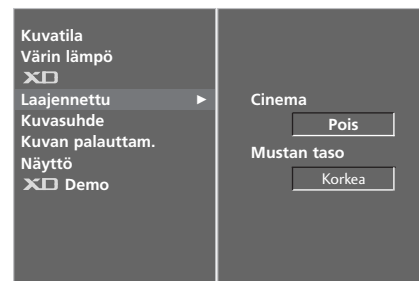 Kuvatila
Värin lämpö
XD
Laajennettu ►
Kuvasuhde
Kuvan palauttam.
Näyttö
XD Demo
Cinema
Pois
Mustan taso
Korkea